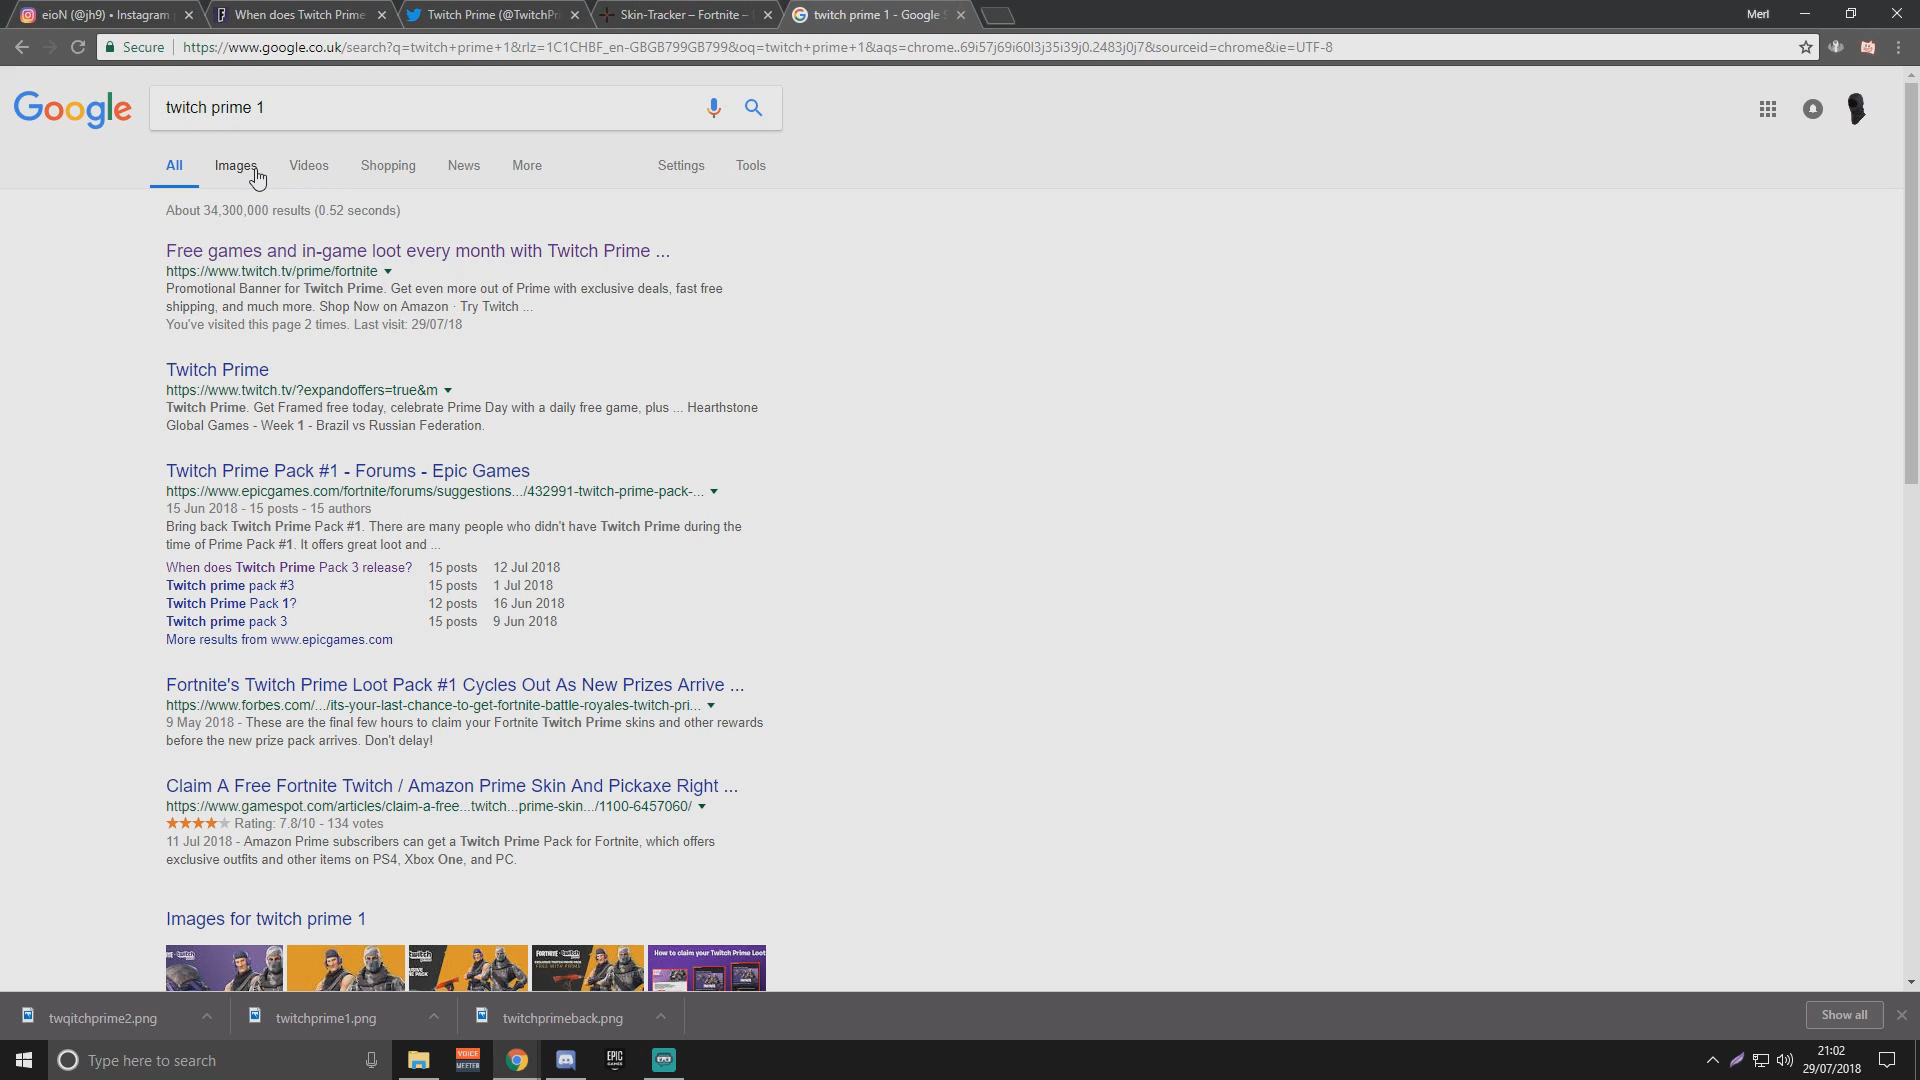 eioN (@jh9) • Instagram
When does Twitch Prime
Twitch Prime (@TwitchPr
Skin-Tracker – Fortnite –
twitch prime 1 - Google S
Merl
Secure
https://www.google.co.uk/search?q=twitch+prime+1&rlz=1C1CHBF_en-GBGB799GB799&oq=twitch+prime+1&aqs=chrome..69i57j69i60l3j35i39j0.2483j0j7&sourceid=chrome&ie=UTF-8
Google
twitch prime 1
All Images Videos Shopping News More Settings Tools
About 34,300,000 results (0.52 seconds)
Free games and in-game loot every month with Twitch Prime ...
https://www.twitch.tv/prime/fortnite
Promotional Banner for Twitch Prime. Get even more out of Prime with exclusive deals, fast free
shipping, and much more. Shop Now on Amazon · Try Twitch ...
You've visited this page 2 times. Last visit: 29/07/18
Twitch Prime
https://www.twitch.tv/?expandoffers=true&m
Twitch Prime. Get Framed free today, celebrate Prime Day with a daily free game, plus ... Hearthstone
Global Games - Week 1 - Brazil vs Russian Federation.
Twitch Prime Pack #1 - Forums - Epic Games
https://www.epicgames.com/fortnite/forums/suggestions.../432991-twitch-prime-pack-...
15 Jun 2018 - 15 posts - 15 authors
Bring back Twitch Prime Pack #1. There are many people who didn't have Twitch Prime during the
time of Prime Pack #1. It offers great loot and ...
When does Twitch Prime Pack 3 release? 15 posts 12 Jul 2018
Twitch prime pack #3 15 posts 1 Jul 2018
Twitch Prime Pack 1? 12 posts 16 Jun 2018
Twitch prime pack 3 15 posts 9 Jun 2018
More results from www.epicgames.com
Fortnite's Twitch Prime Loot Pack #1 Cycles Out As New Prizes Arrive ...
https://www.forbes.com/.../its-your-last-chance-to-get-fortnite-battle-royales-twitch-pri...
9 May 2018 - These are the final few hours to claim your Fortnite Twitch Prime skins and other rewards
before the new prize pack arrives. Don't delay!
Claim A Free Fortnite Twitch / Amazon Prime Skin And Pickaxe Right ...
https://www.gamespot.com/articles/claim-a-free...twitch...prime-skin.../1100-6457060/
Rating: 7.8/10 - 134 votes
11 Jul 2018 - Amazon Prime subscribers can get a Twitch Prime Pack for Fortnite, which offers
exclusive outfits and other items on PS4, Xbox One, and PC.
Images for twitch prime 1
How to claim your Twitch Prime Loot
twqitchprime2.png
twitchprime1.png
twitchprimeback.png
Show all
Type here to search
VOICE
MEETER
EPIC
GAMES
21:02
29/07/2018